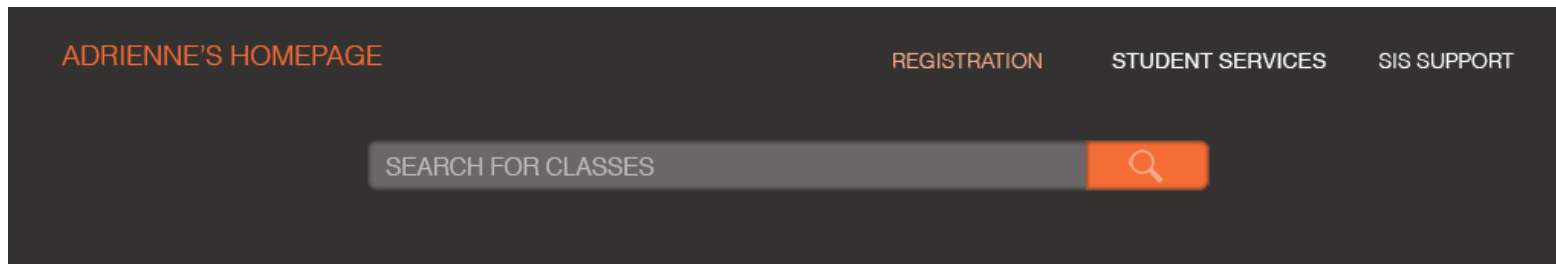 ADRIENNE'S HOMEPAGE
REGISTRATION STUDENT SERVICES SIS SUPPORT
SEARCH FOR CLASSES